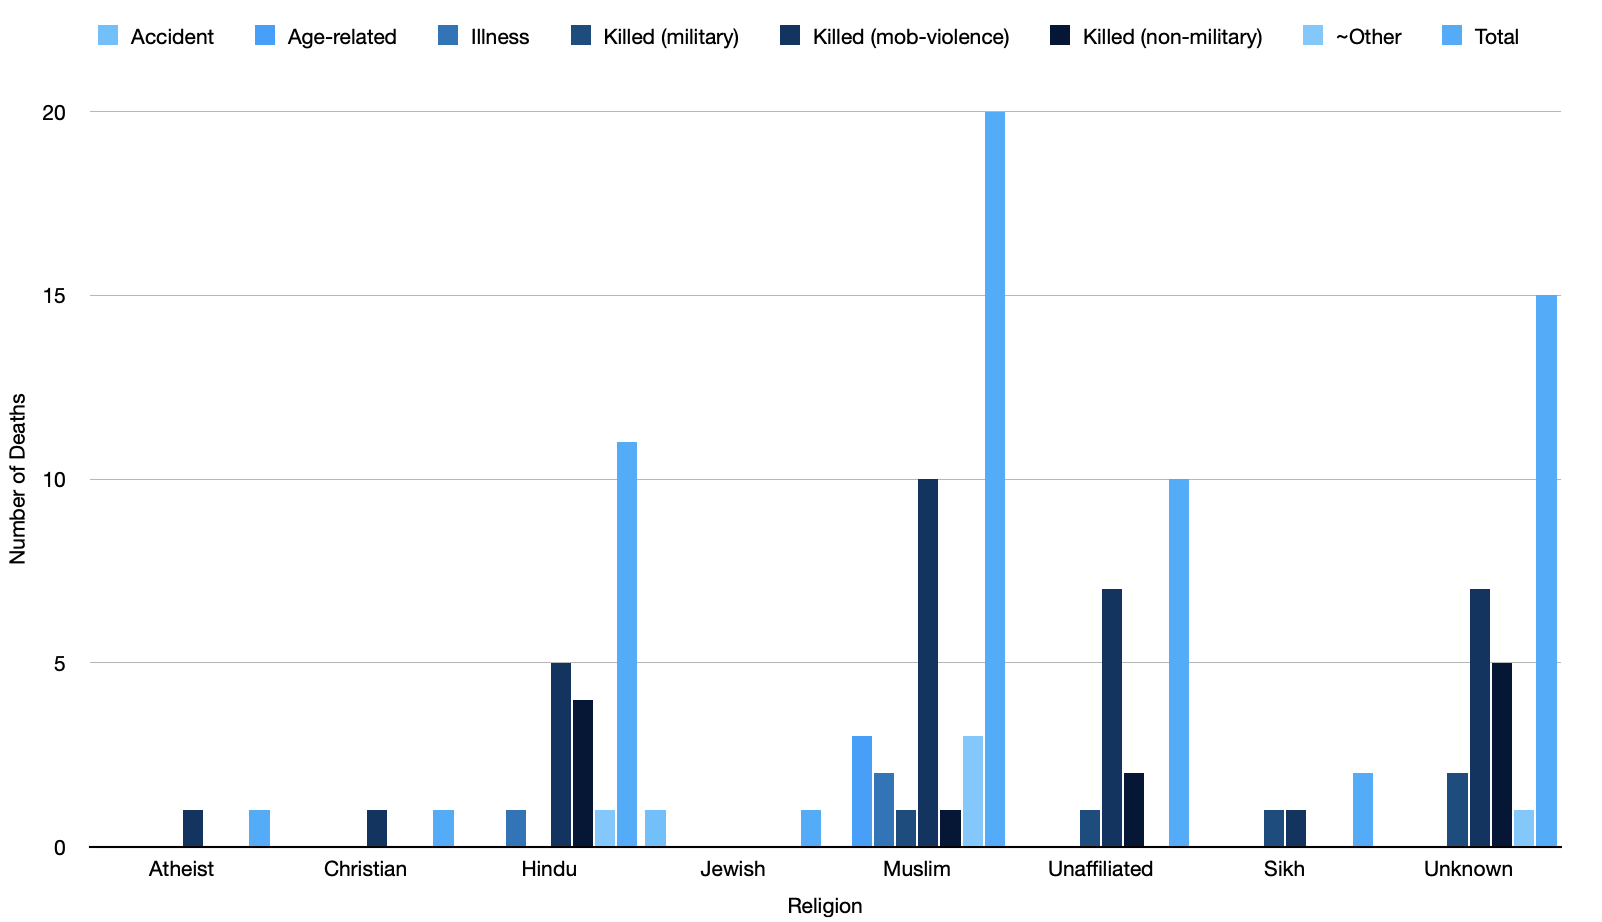 Accident Age-related Illness Killed (military) Killed (mob-violence) Killed (non-military) ~Other Total
20
15
10
5
0
Number of Deaths
Atheist Christian Hindu Jewish Muslim Unaffiliated Sikh Unknown
Religion